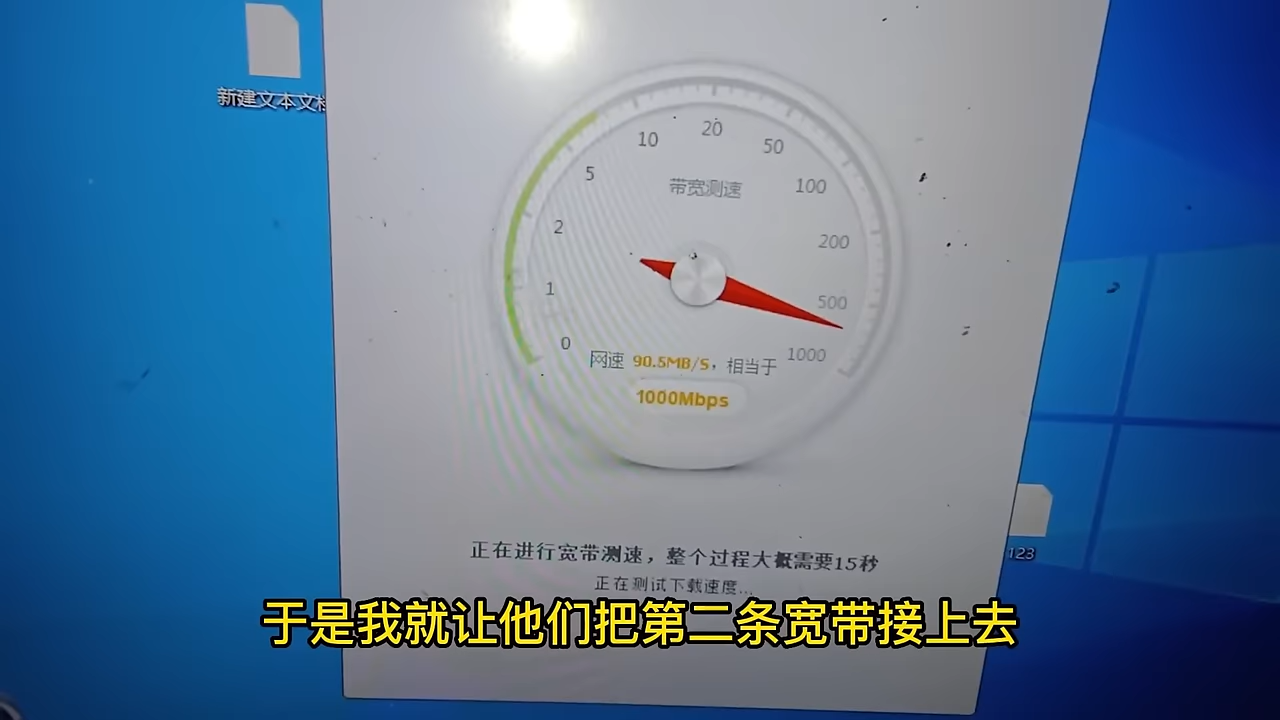 新建文本文档
10
20
50
5
100
带宽测速
2
200
1
500
0
1000
网速 90.5MB/S，相当于
1000Mbps
123
正在进行宽带测速，整个过程大概需要15秒
正在测试下载速度...
于是我就让他们把第二条宽带接上去